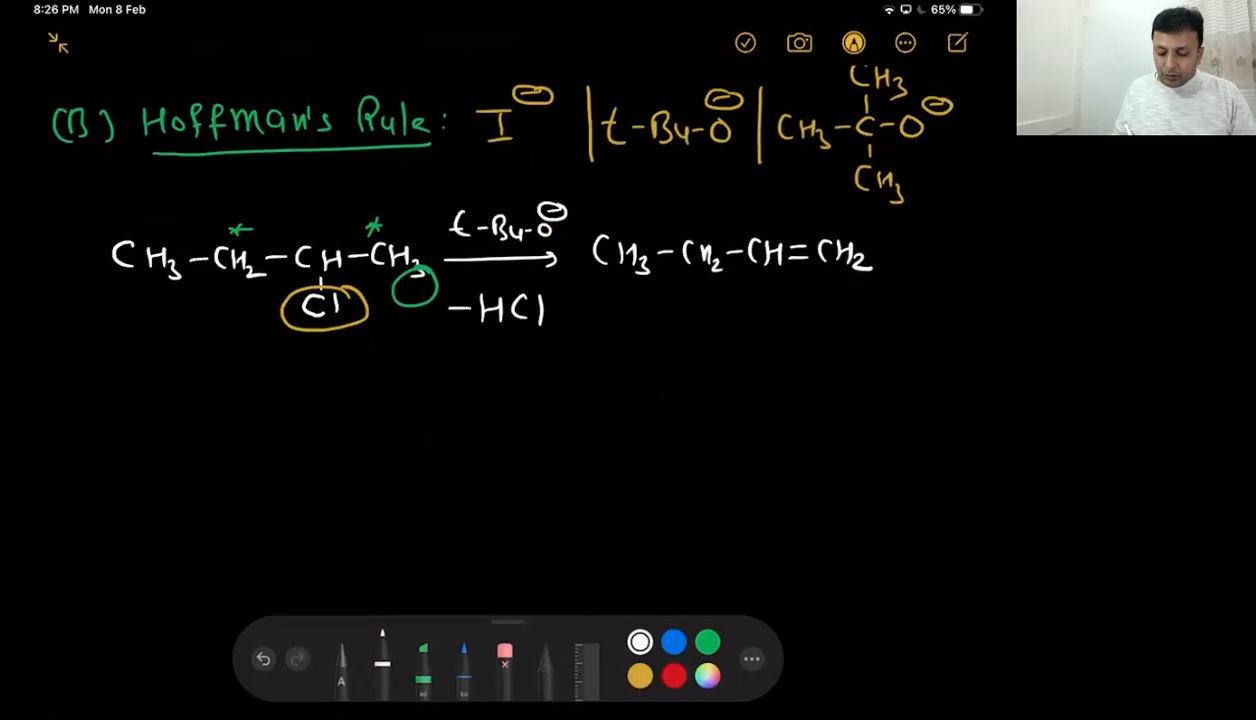 8:26 PM Mon 8 Feb
65%
(B) Hoffman's Rule: I⊖ | t-Bu-O⊖ | CH3-C-O⊖
CH3
CH3
t-Bu-O⊖
CH3-CH2-CH-CH3 → CH3-CH2-CH=CH2
Cl
-HCl
A